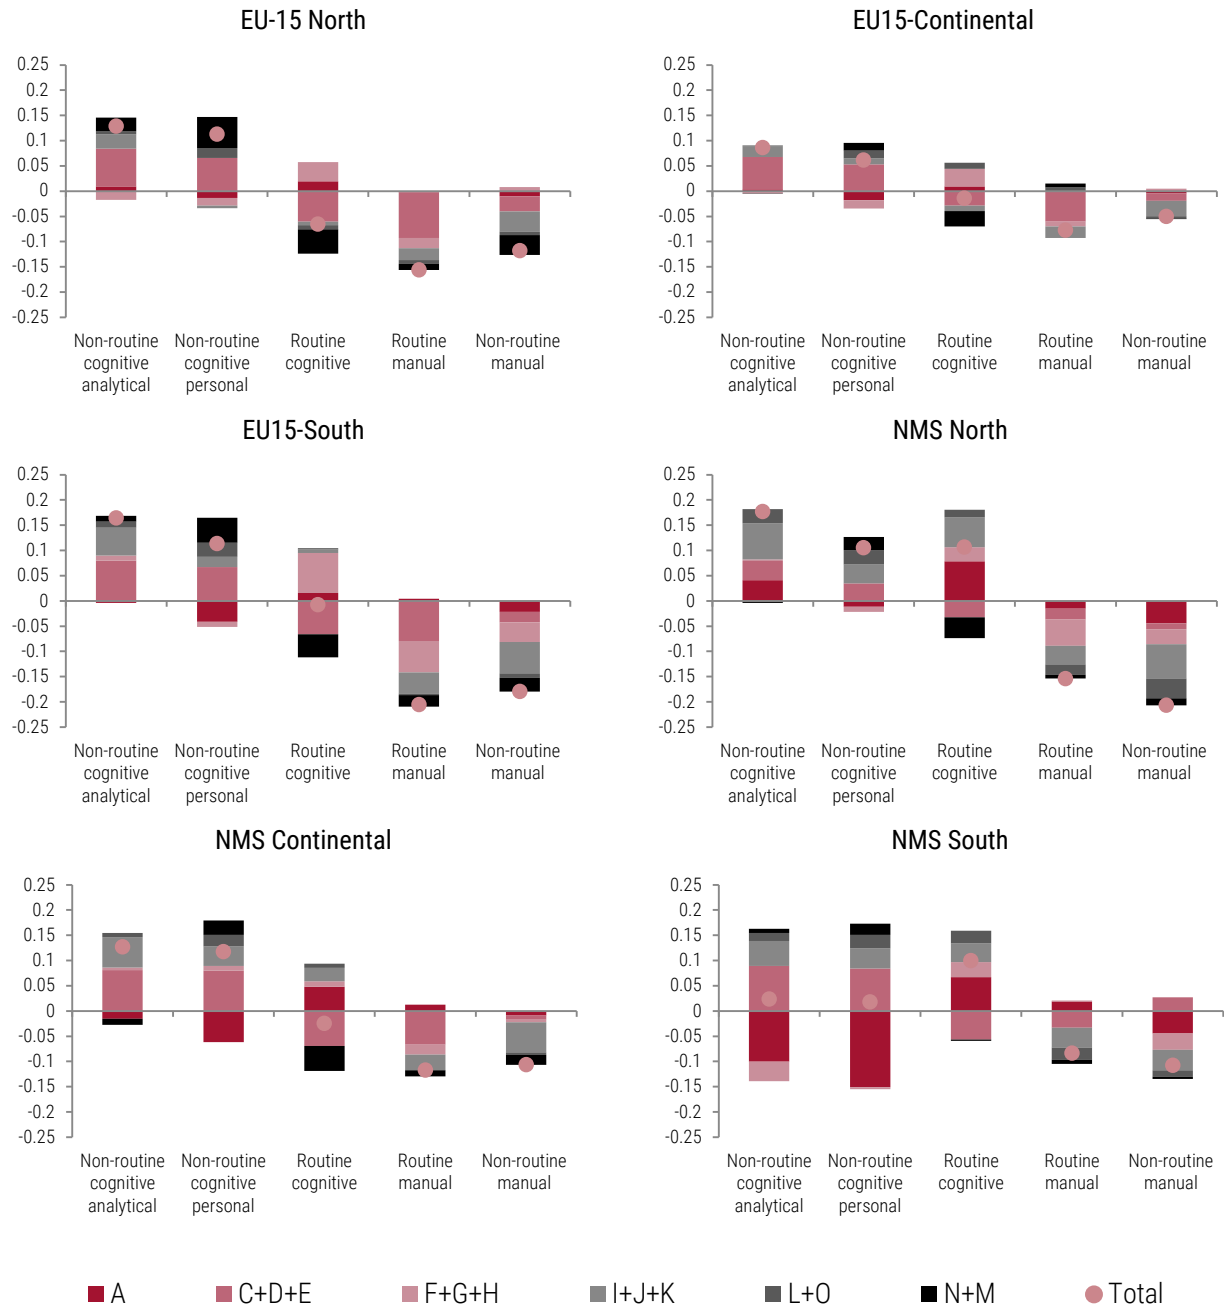 EU-15 North
0.25
0.2
0.15
0.1
0.05
0
-0.05
-0.1
-0.15
-0.2
-0.25
Non-routine cognitive analytical
Non-routine cognitive personal
Routine cognitive
Routine manual
Non-routine manual
EU15-Continental
0.25
0.2
0.15
0.1
0.05
0
-0.05
-0.1
-0.15
-0.2
-0.25
Non-routine cognitive analytical
Non-routine cognitive personal
Routine cognitive
Routine manual
Non-routine manual
EU15-South
0.25
0.2
0.15
0.1
0.05
0
-0.05
-0.1
-0.15
-0.2
-0.25
Non-routine cognitive analytical
Non-routine cognitive personal
Routine cognitive
Routine manual
Non-routine manual
NMS North
0.25
0.2
0.15
0.1
0.05
0
-0.05
-0.1
-0.15
-0.2
-0.25
Non-routine cognitive analytical
Non-routine cognitive personal
Routine cognitive
Routine manual
Non-routine manual
NMS Continental
0.25
0.2
0.15
0.1
0.05
0
-0.05
-0.1
-0.15
-0.2
-0.25
Non-routine cognitive analytical
Non-routine cognitive personal
Routine cognitive
Routine manual
Non-routine manual
NMS South
0.25
0.2
0.15
0.1
0.05
0
-0.05
-0.1
-0.15
-0.2
-0.25
Non-routine cognitive analytical
Non-routine cognitive personal
Routine cognitive
Routine manual
Non-routine manual
A C+D+E F+G+H I+J+K L+O N+M Total